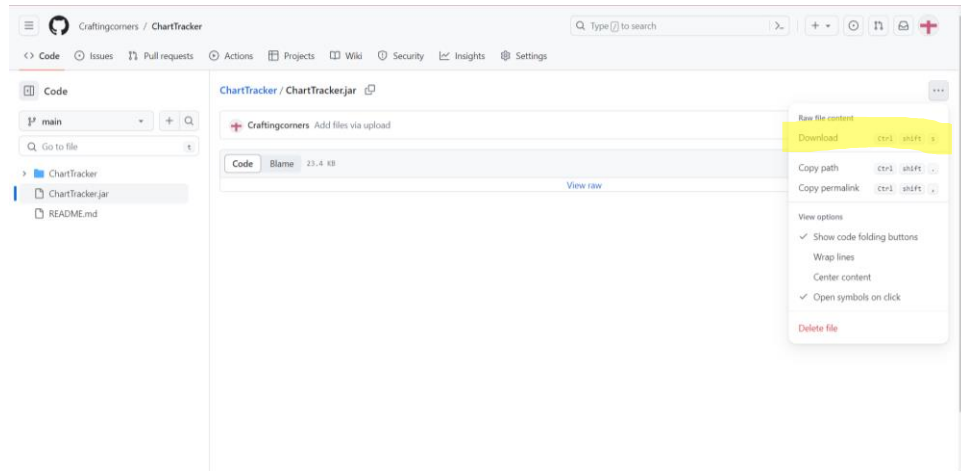 Craftingcorners / ChartTracker
Type / to search
Code Issues Pull requests Actions Projects Wiki Security Insights Settings
Code
ChartTracker / ChartTracker.jar
main
Craftingcorners Add files via upload
Go to file t
Code Blame 23.4 KB
ChartTracker
View raw
ChartTracker.jar
README.md
Raw file content
Download Ctrl shift s
Copy path Ctrl shift .
Copy permalink Ctrl shift ,
View options
Show code folding buttons
Wrap lines
Center content
Open symbols on click
Delete file